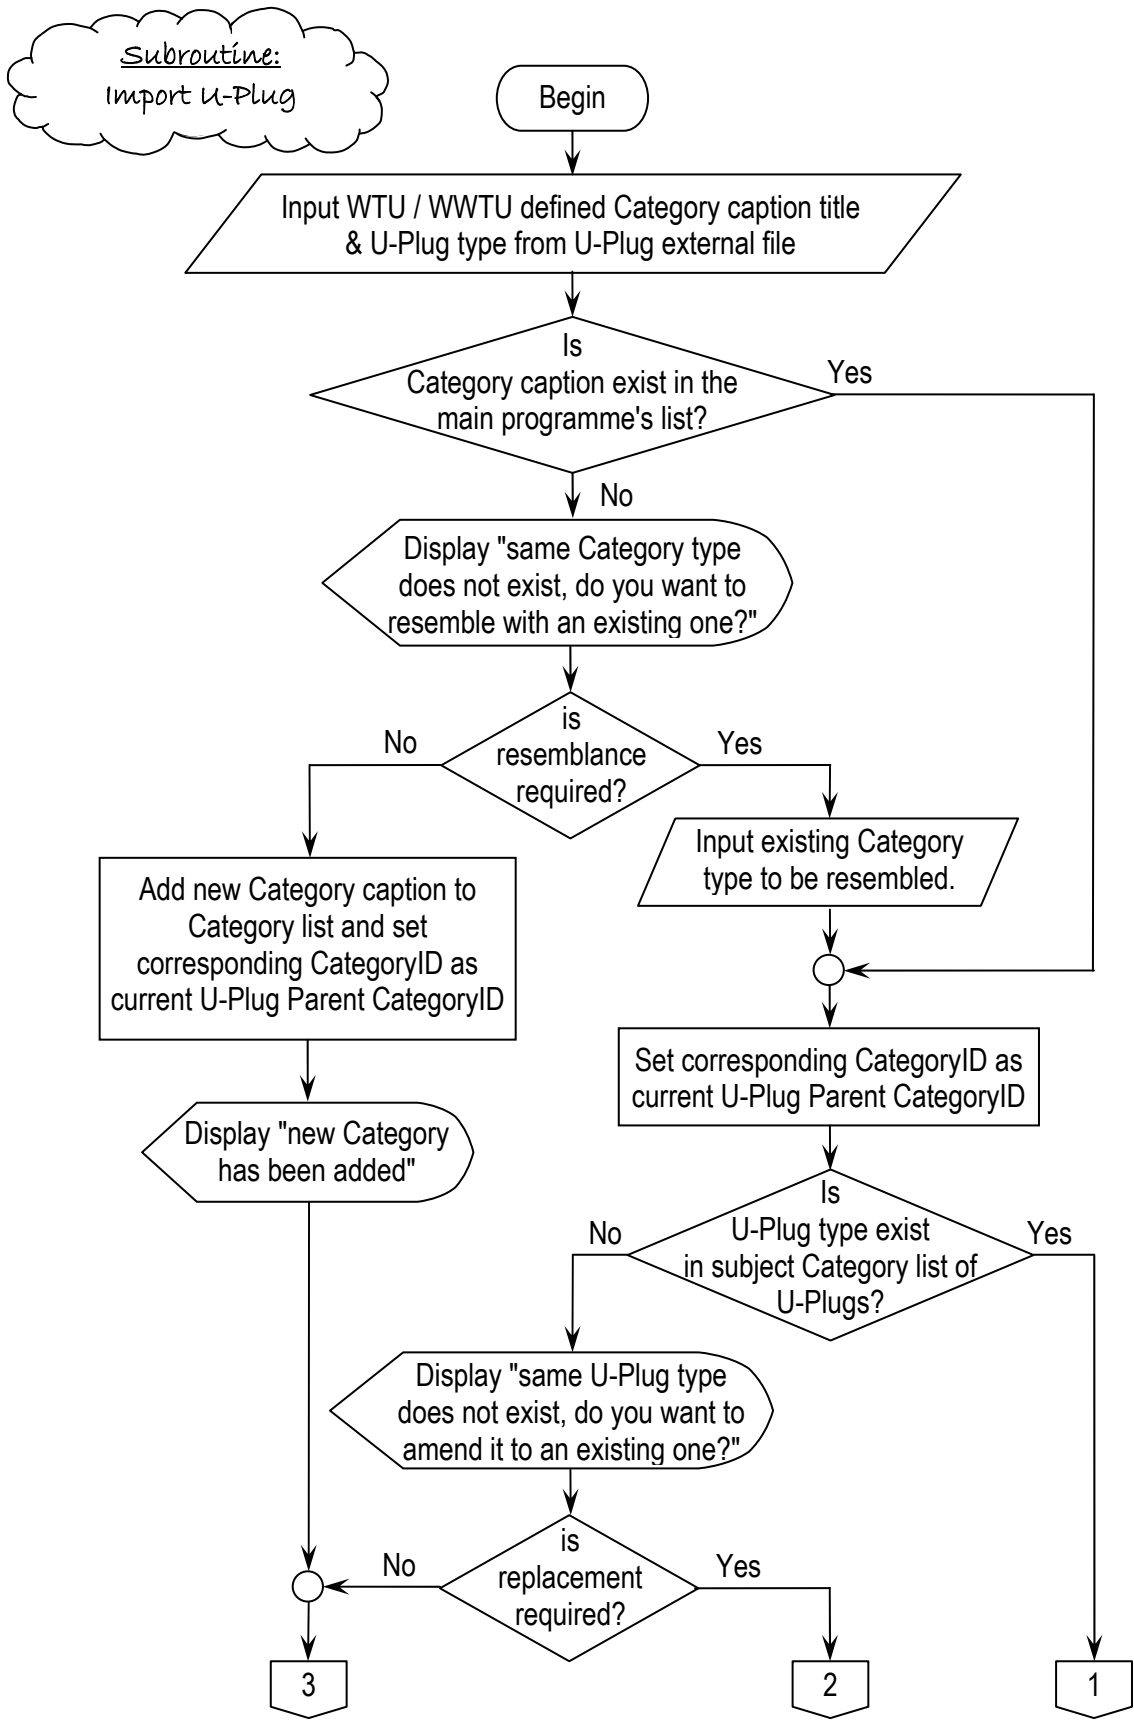 Subroutine:
Import U-Plug
Begin
Input WTU / WWTU defined Category caption title
& U-Plug type from U-Plug external file
Is
Category caption exist in the
main programme's list?
Yes
No
Display "same Category type
does not exist, do you want to
resemble with an existing one?"
is
resemblance
required?
No
Yes
Input existing Category
type to be resembled.
Add new Category caption to
Category list and set
corresponding CategoryID as
current U-Plug Parent CategoryID
Set corresponding CategoryID as
current U-Plug Parent CategoryID
Display "new Category
has been added"
Is
U-Plug type exist
in subject Category list of
U-Plugs?
No
Yes
Display "same U-Plug type
does not exist, do you want to
amend it to an existing one?"
is
replacement
required?
No
Yes
3
2
1